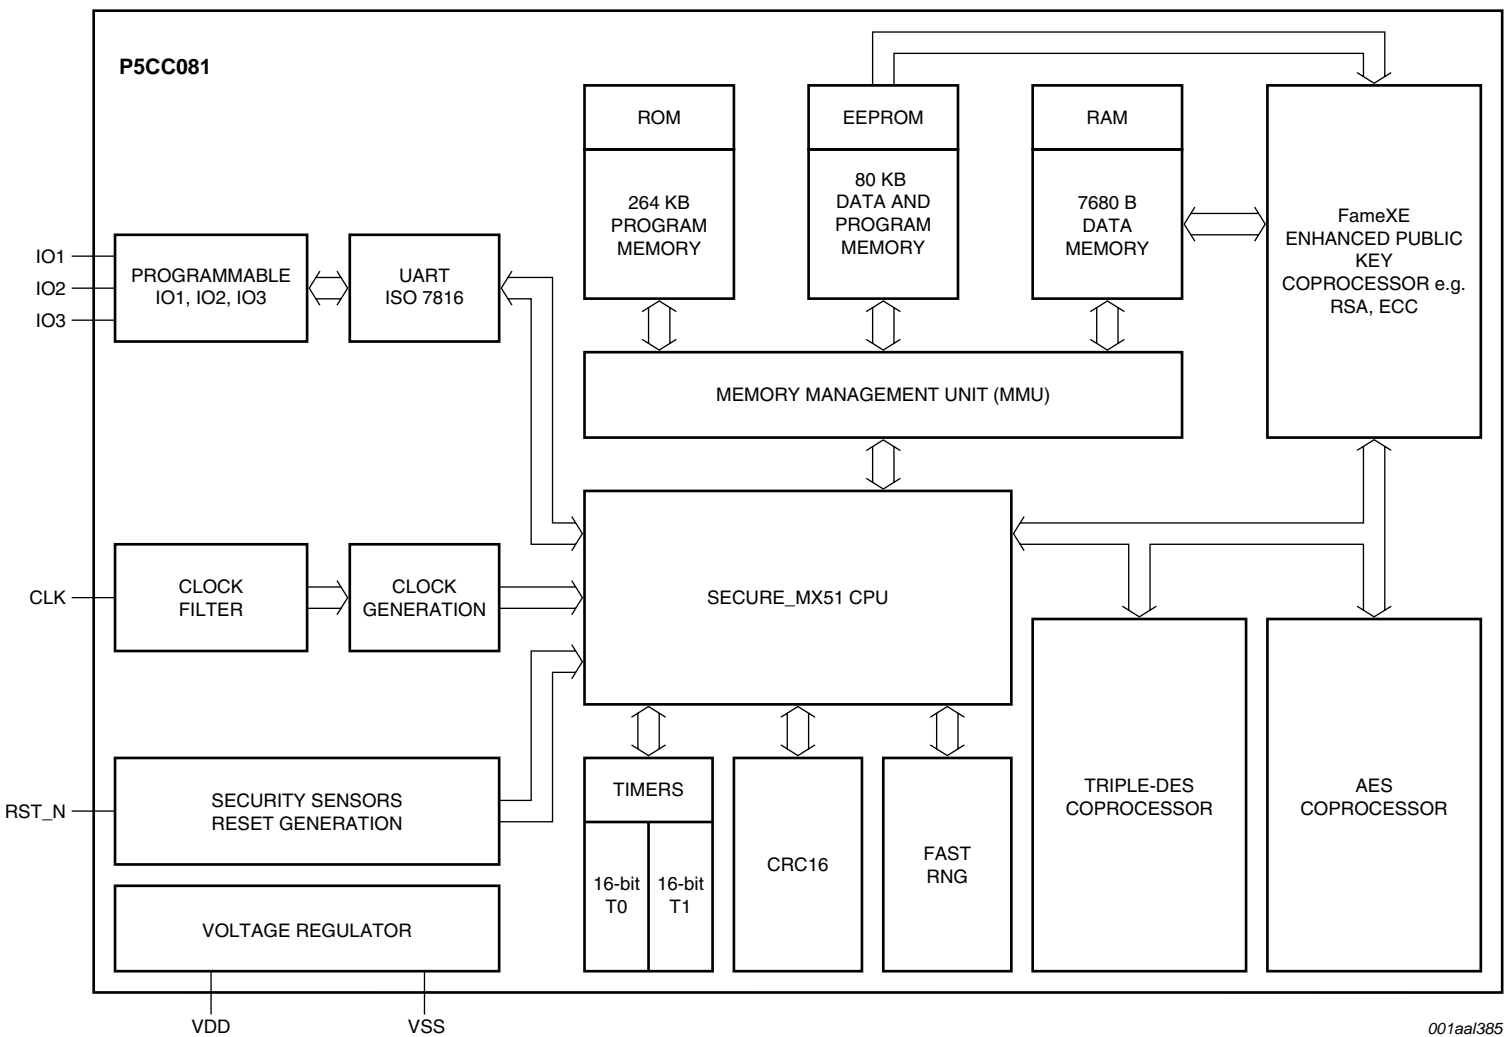 P5CC081
ROM
264 KB
PROGRAM
MEMORY
EEPROM
80 KB
DATA AND
PROGRAM
MEMORY
RAM
7680 B
DATA
MEMORY
FameXE
ENHANCED PUBLIC
KEY
COPROCESSOR e.g.
RSA, ECC
IO1
IO2
IO3
PROGRAMMABLE
IO1, IO2, IO3
UART
ISO 7816
MEMORY MANAGEMENT UNIT (MMU)
CLK
CLOCK
FILTER
CLOCK
GENERATION
SECURE_MX51 CPU
RST_N
SECURITY SENSORS
RESET GENERATION
TIMERS
16-bit
T0
16-bit
T1
CRC16
FAST
RNG
TRIPLE-DES
COPROCESSOR
AES
COPROCESSOR
VOLTAGE REGULATOR
VDD
VSS
001aal385